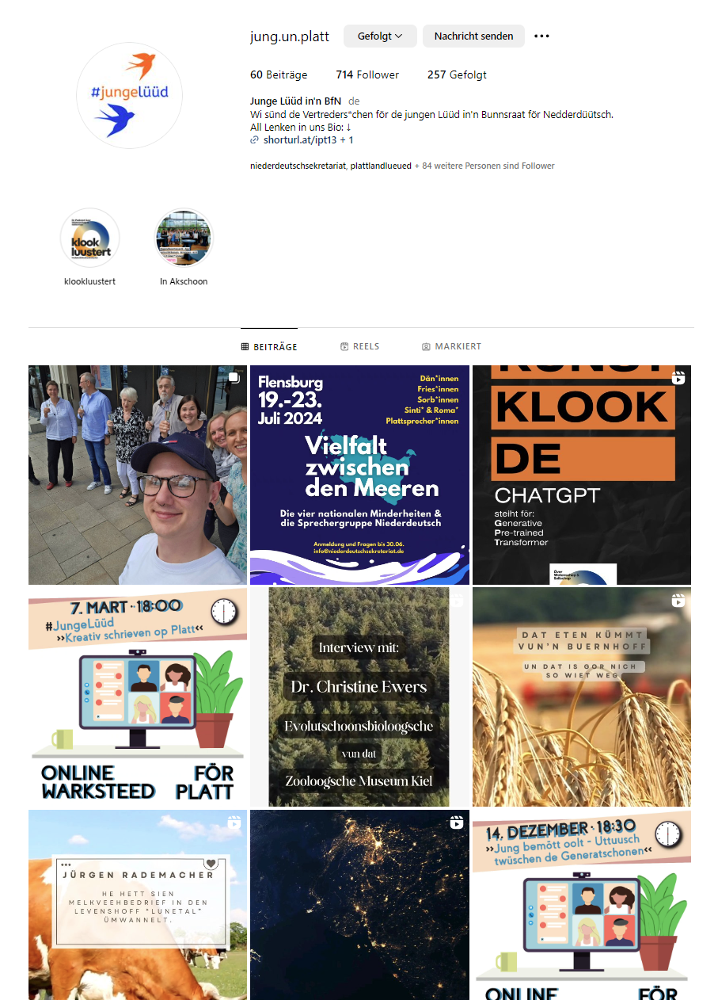 jung.un.platt
Gefolgt
Nachricht senden
60 Beiträge
714 Follower
257 Gefolgt
#jungelüüd
Junge Lüüd in'n BfN de
Wi sünd de Vertreders*chen för de jungen Lüüd in'n Bunnsraat för Nedderdüütsch.
All Lenken in uns Bio: ↓
shorturl.at/ipt13 + 1
niederdeutschsekretariat, plattlandlueued + 84 weitere Personen sind Follower
klook
luustert
klookluustert
In Akschoon
BEITRÄGE
REELS
MARKIERT
Flensburg
19.-23.
Juli 2024
Dän*innen
Fries*innen
Sorb*innen
Sinti* & Roma*
Plattsprecher*innen
Vielfalt
zwischen
den Meeren
Die vier nationalen Minderheiten &
die Sprechergruppe Niederdeutsch
Anmeldung und Fragen bis 30.06.
info@niederdeutschsekretariat.de
KUNST
KLOOK
DE
CHATGPT
steiht för:
Generative
Pre-trained
Transformer
Över
Wetenschop &
Sellschop
7. MART · 18:00
#JungeLüüd
»Kreativ schrieven op Platt«
ONLINE FÖR
WARKSTEED PLATT
Interview mit:
Dr. Christine Ewers
Evolutschoonsbioloogsche
vun dat
Zooloogsche Museum Kiel
DAT ETEN KÜMMT
VUN'N BUERNHOFF
UN DAT IS GOR NICH
SO WIET WEG
JÜRGEN RADEMACHER
HE HETT SIEN
MELKVEEHBEDRIEF IN DEN
LEVENSHOFF "LUNETAL"
ÜMWANNELT.
14. DEZEMBER · 18:30
»Jung bemött oolt - Uttuusch
twüschen de Generatschonen«
ONLINE FÖR